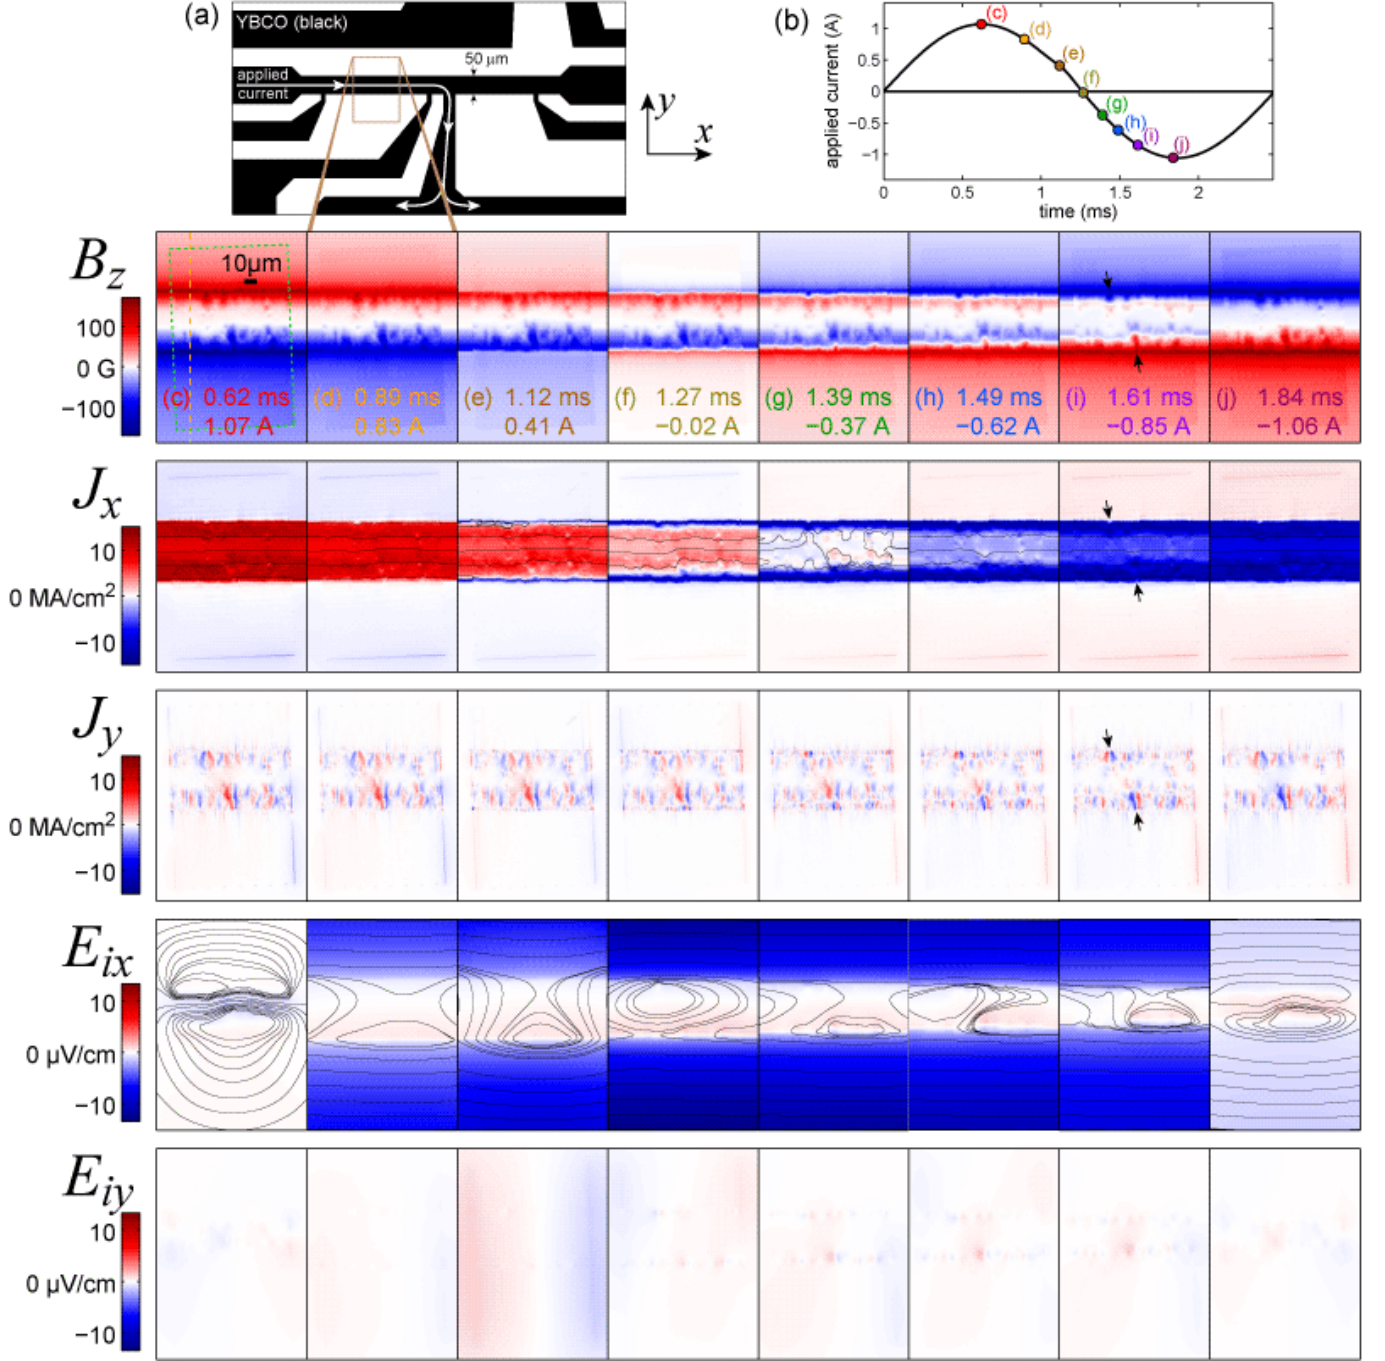 (a)
YBCO (black)
applied
current
50 μm
y
x
(b)
applied current (A)
1
0.5
0
−0.5
−1
(c)
(d)
(e)
(f)
(g)
(h)
(i)
(j)
0
0.5
1
1.5
2
time (ms)
Bz
100
0 G
−100
10μm
(c) 0.62 ms
1.07 A
(d) 0.89 ms
0.83 A
(e) 1.12 ms
0.41 A
(f) 1.27 ms
−0.02 A
(g) 1.39 ms
−0.37 A
(h) 1.49 ms
−0.62 A
(i) 1.61 ms
−0.85 A
(j) 1.84 ms
−1.06 A
Jx
10
0 MA/cm²
−10
Jy
10
0 MA/cm²
−10
Eix
10
0 μV/cm
−10
Eiy
10
0 μV/cm
−10